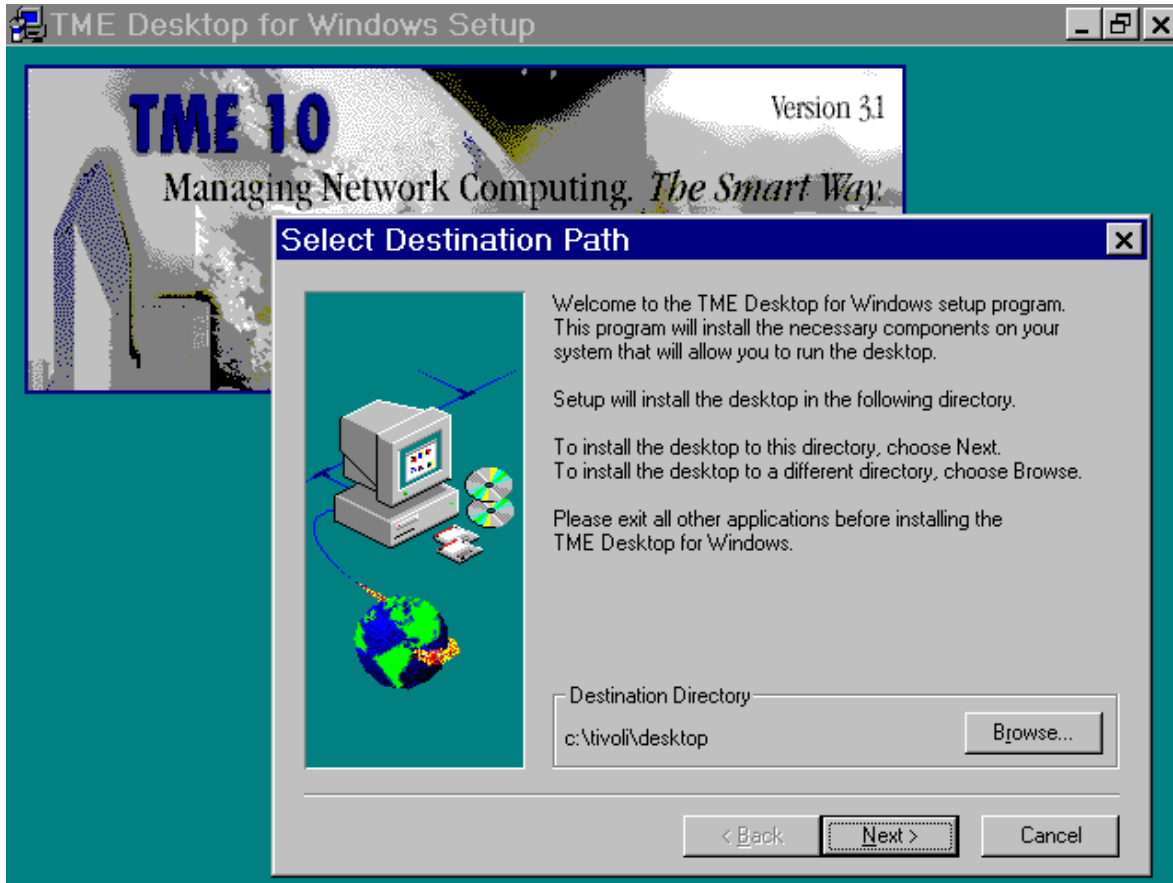 TME Desktop for Windows Setup
TME 10
Version 3.1
Managing Network Computing. The Smart Way.
Select Destination Path
Welcome to the TME Desktop for Windows setup program.
This program will install the necessary components on your
system that will allow you to run the desktop.
Setup will install the desktop in the following directory.
To install the desktop to this directory, choose Next.
To install the desktop to a different directory, choose Browse.
Please exit all other applications before installing the
TME Desktop for Windows.
Destination Directory
c:\tivoli\desktop
Browse...
< Back
Next >
Cancel